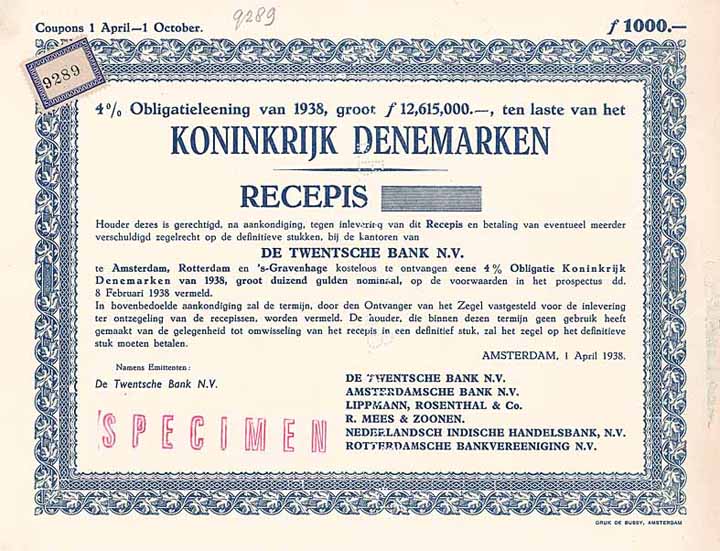 Coupons 1 April—1 October.
9289
ƒ 1000.—
9289
4% Obligatieleening van 1938, groot ƒ 12,615,000.—, ten laste van het
KONINKRIJK DENEMARKEN
RECEPIS
Houder dezes is gerechtigd, na aankondiging, tegen inlevering van dit Recepis en betaling van eventueel meerder
verschuldigd zegelrecht op de definitieve stukken, bij de kantoren van
DE TWENTSCHE BANK N.V.
te Amsterdam, Rotterdam en 's-Gravenhage kosteloos te ontvangen eene 4% Obligatie Koninkrijk
Denemarken van 1938, groot duizend gulden nominaal, op de voorwaarden in het prospectus dd.
8 Februari 1938 vermeld.
In bovenbedoelde aankondiging zal de termijn, door den Ontvanger van het Zegel vastgesteld voor de inlevering
ter ontzegeling van de recepissen, worden vermeld. De houder, die binnen dezen termijn geen gebruik heeft
gemaakt van de gelegenheid tot omwisseling van het recepis in een definitief stuk, zal het zegel op het definitieve
stuk moeten betalen.
AMSTERDAM, 1 April 1938.
Namens Emittenten:
De Twentsche Bank N.V.
DE TWENTSCHE BANK N.V.
AMSTERDAMSCHE BANK N.V.
LIPPMANN, ROSENTHAL & Co.
R. MEES & ZOONEN.
NEDERLANDSCH INDISCHE HANDELSBANK, N.V.
ROTTERDAMSCHE BANKVEREENIGING N.V.
SPECIMEN
DRUK DE BUSSY, AMSTERDAM